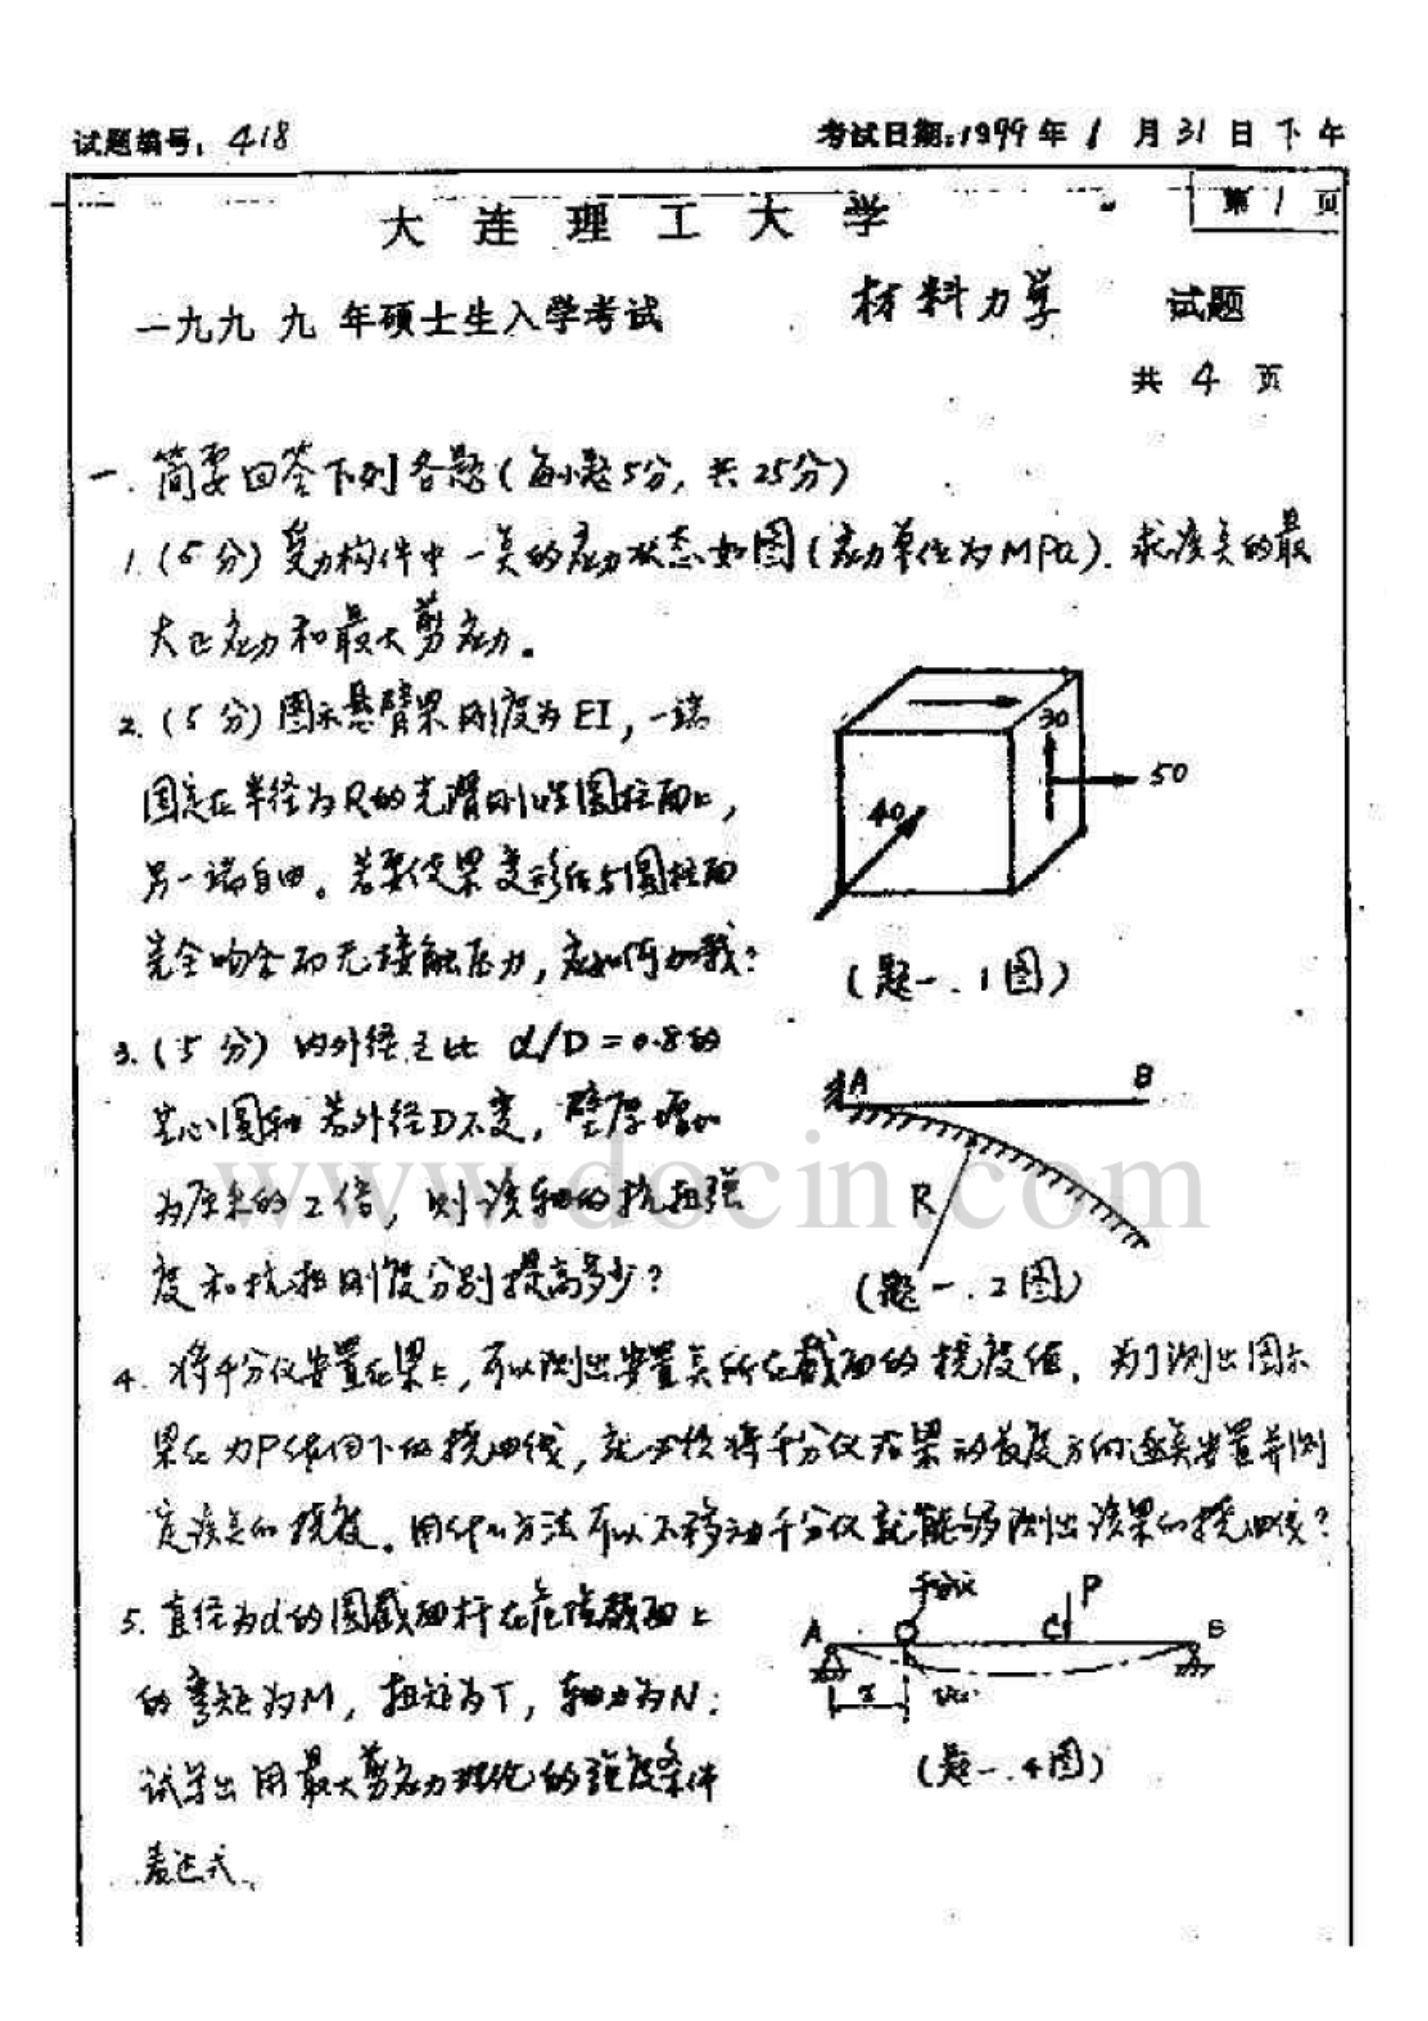 试题编号: 418
考试日期:1999年1月31日下午
第1页
大连理工大学
一九九九年硕士生入学考试
材料力学 试题
共4页
一.简要回答下列各题(每小题5分,共25分)
1.(5分)受力构件中一点的应力状态如图(应力单位为MPa).求该点的最
大正应力和最大剪应力。
2.(5分)图示悬臂梁刚度为EI,一端
固定在半径为R的光滑刚性圆柱面上,
另一端自由。若要使梁变形后与圆柱面
完全吻合而无接触压力,应如何加载?
30
50
40
(题一.1图)
3.(5分)内外径之比 d/D=0.8的
空心圆轴 若外径D不变,壁厚增加
为原来的2倍,则该轴的抗扭强
度和抗扭刚度分别提高多少?
A
B
R
(题一.2图)
www.docin.com
4.将千分仪安置在梁上,可以测出安置点所在截面的挠度值.为了测出图示
梁在力P作用下的挠曲线,就必须将千分仪沿梁的长度方向逐点安置并测
定该点的挠度。用什么方法可以不移动千分仪就能够测出该梁的挠曲线?
5.直径为d的圆截面杆在危险截面上
的弯矩为M,扭矩为T,轴力为N;
试导出用最大剪应力理论的强度条件
表达式.
千分仪
P
A
C
B
x
(题一.4图)